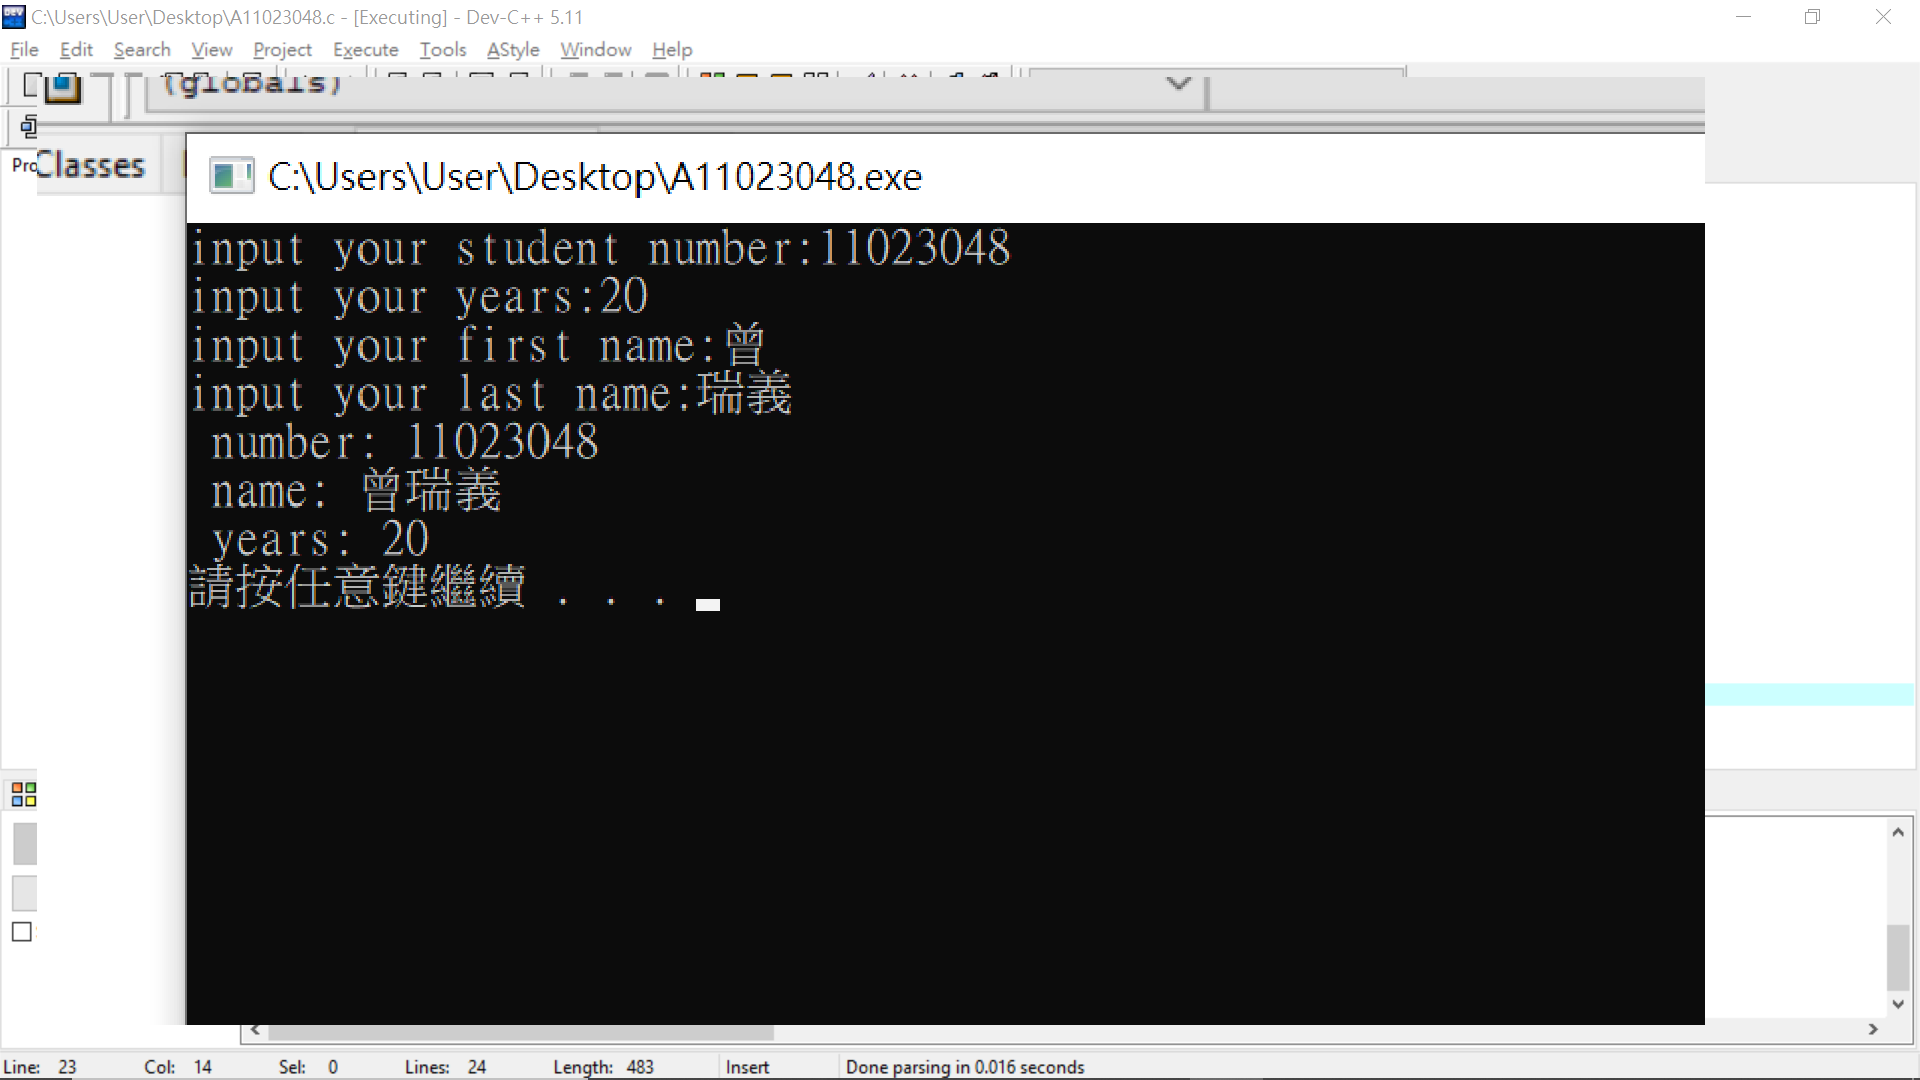 C:\Users\User\Desktop\A11023048.c - [Executing] - Dev-C++ 5.11
File Edit Search View Project Execute Tools AStyle Window Help
(globals)
Pro
Classes
C:\Users\User\Desktop\A11023048.exe
input your student number:11023048
input your years:20
input your first name:曾
input your last name:瑞義
number: 11023048
name: 曾瑞義
years: 20
請按任意鍵繼續 . . .
Line: 23 Col: 14 Sel: 0 Lines: 24 Length: 483 Insert Done parsing in 0.016 seconds